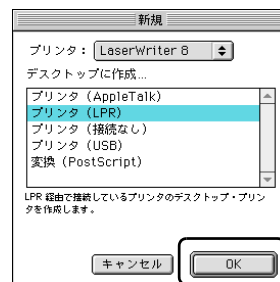 新規
プリンタ： LaserWriter 8
デスクトップに作成...
プリンタ（AppleTalk）
プリンタ（LPR）
プリンタ（接続なし）
プリンタ（USB）
変換（PostScript）
LPR 経由で接続しているプリンタのデスクトップ・プリン
タを作成します。
キャンセル OK